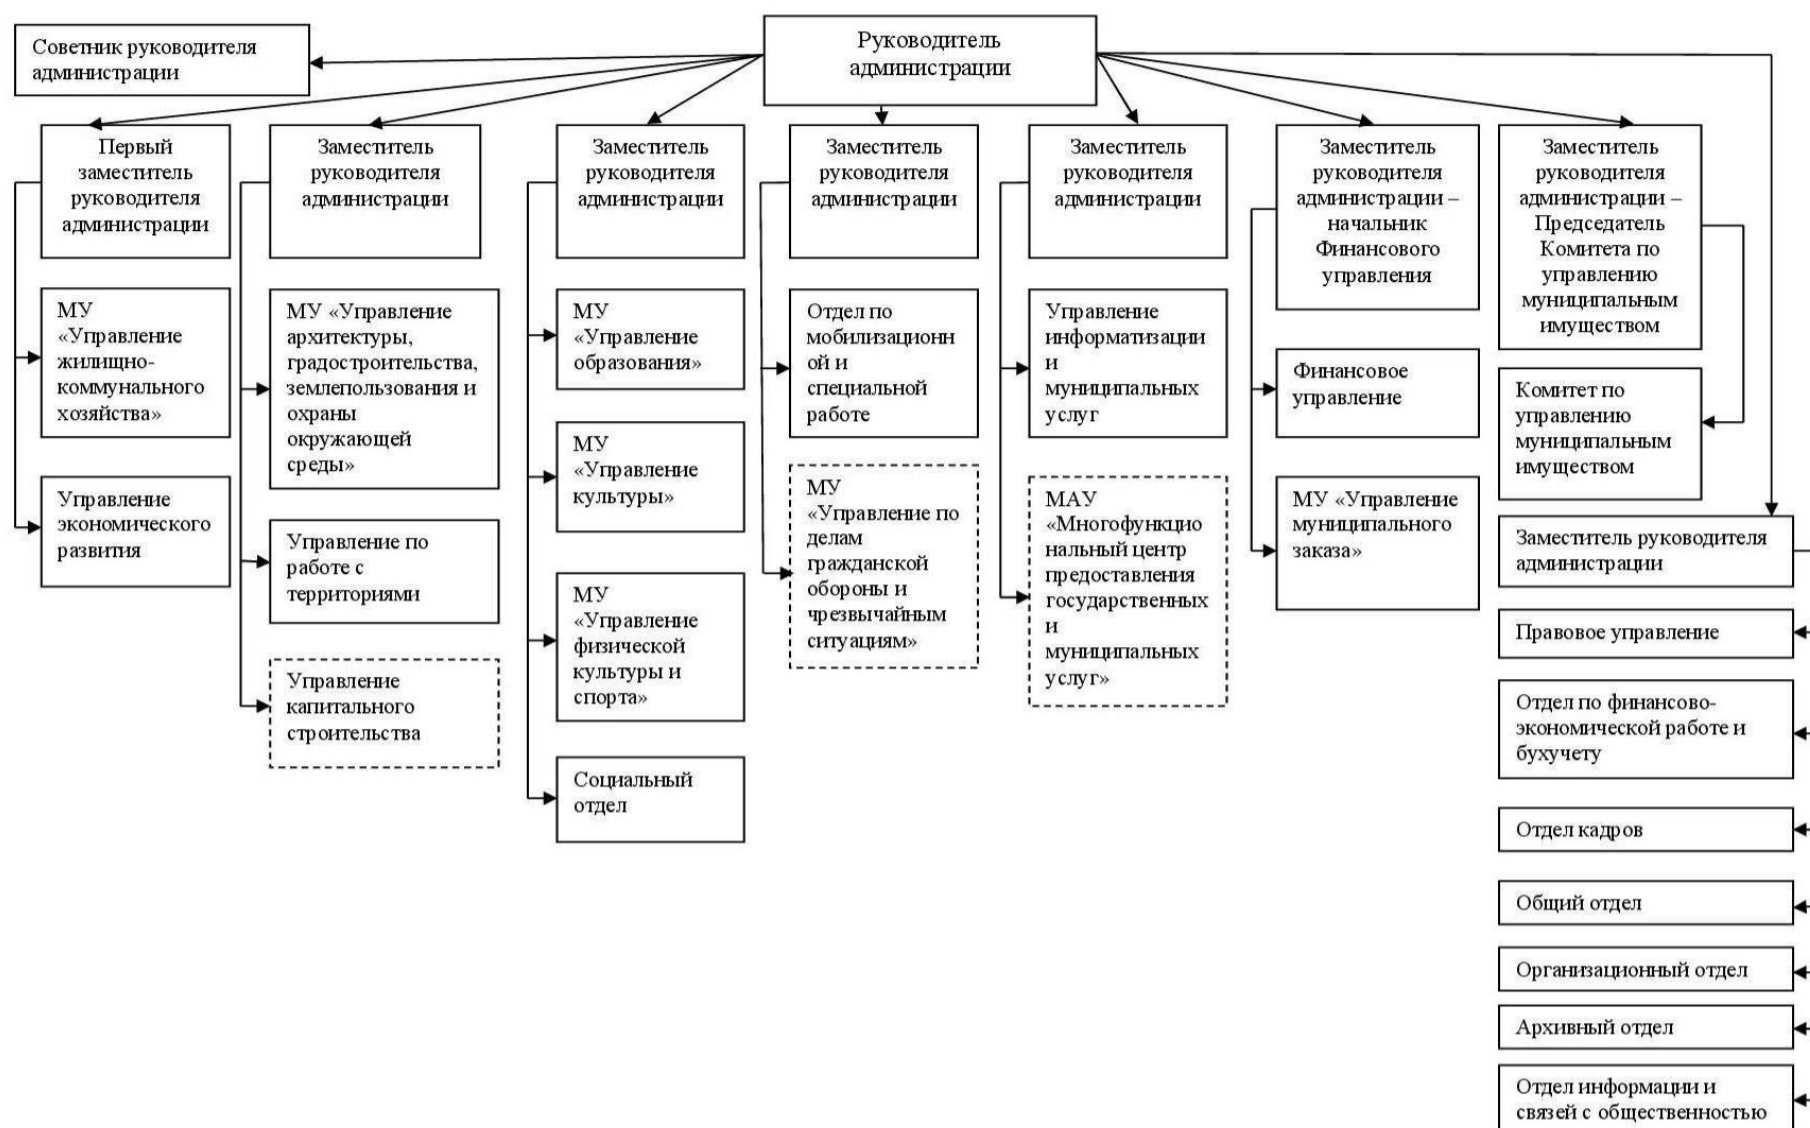 Советник руководителя
администрации
Руководитель
администрации
Первый
заместитель
руководителя
администрации
Заместитель
руководителя
администрации
Заместитель
руководителя
администрации
Заместитель
руководителя
администрации
Заместитель
руководителя
администрации
Заместитель
руководителя
администрации –
начальник
Финансового
управления
Заместитель
руководителя
администрации –
Председатель
Комитета по
управлению
муниципальным
имуществом
МУ
«Управление
жилищно-
коммунального
хозяйства»
Управление
экономического
развития
МУ «Управление
архитектуры,
градостроительства,
землепользования и
охраны
окружающей
среды»
Управление по
работе с
территориями
Управление
капитального
строительства
МУ
«Управление
образования»
МУ
«Управление
культуры»
МУ
«Управление
физической
культуры и
спорта»
Социальный
отдел
Отдел по
мобилизационн
ой и
специальной
работе
МУ
«Управление по
делам
гражданской
обороны и
чрезвычайным
ситуациям»
Управление
информатизации
и
муниципальных
услуг
МАУ
«Многофункцио
нальный центр
предоставления
государственных
и
муниципальных
услуг»
Финансовое
управление
МУ «Управление
муниципального
заказа»
Комитет по
управлению
муниципальным
имуществом
Заместитель руководителя
администрации
Правовое управление
Отдел по финансово-
экономической работе и
бухучету
Отдел кадров
Общий отдел
Организационный отдел
Архивный отдел
Отдел информации и
связей с общественностью